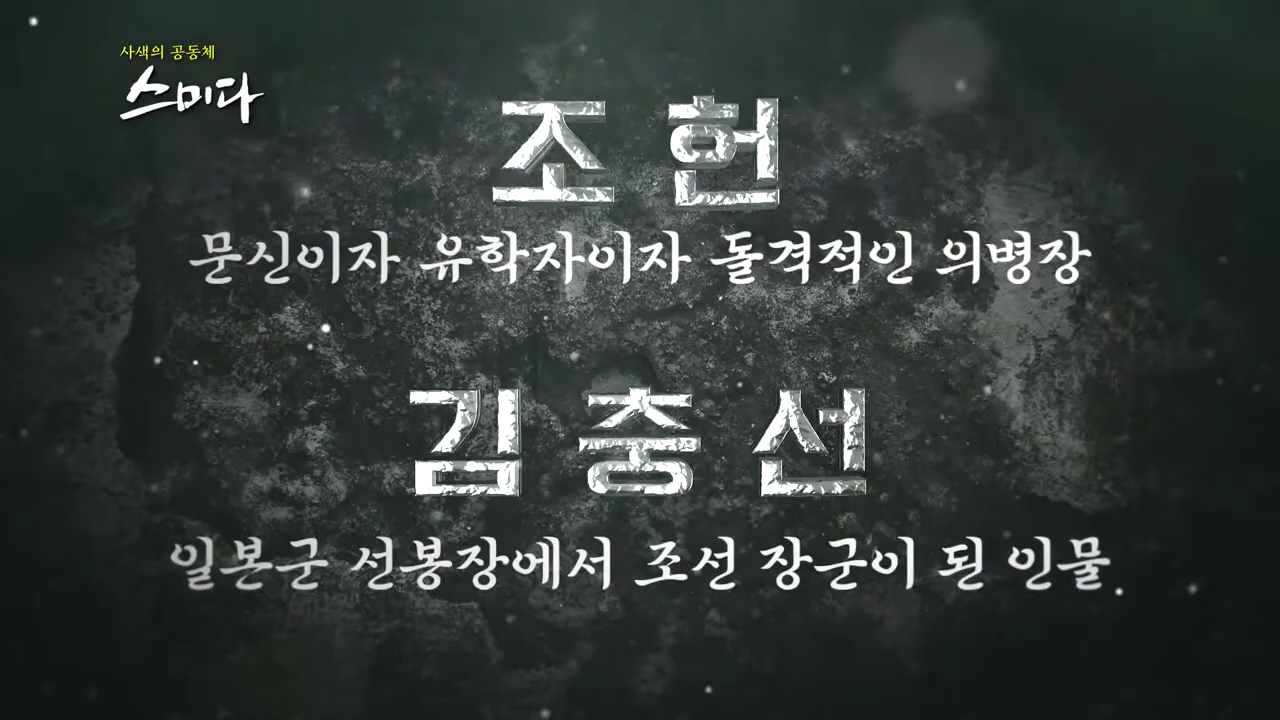 사색의 공동체
스미다
조헌
문신이자 유학자이자 돌격적인 의병장
김충선
일본군 선봉장에서 조선 장군이 된 인물